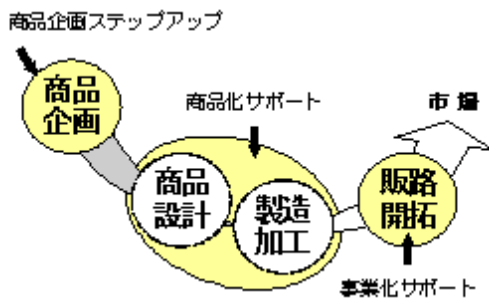 商品企画ステップアップ
商品
企画
商品化サポート
市場
商品
設計
製造
加工
販路
開拓
事業化サポート